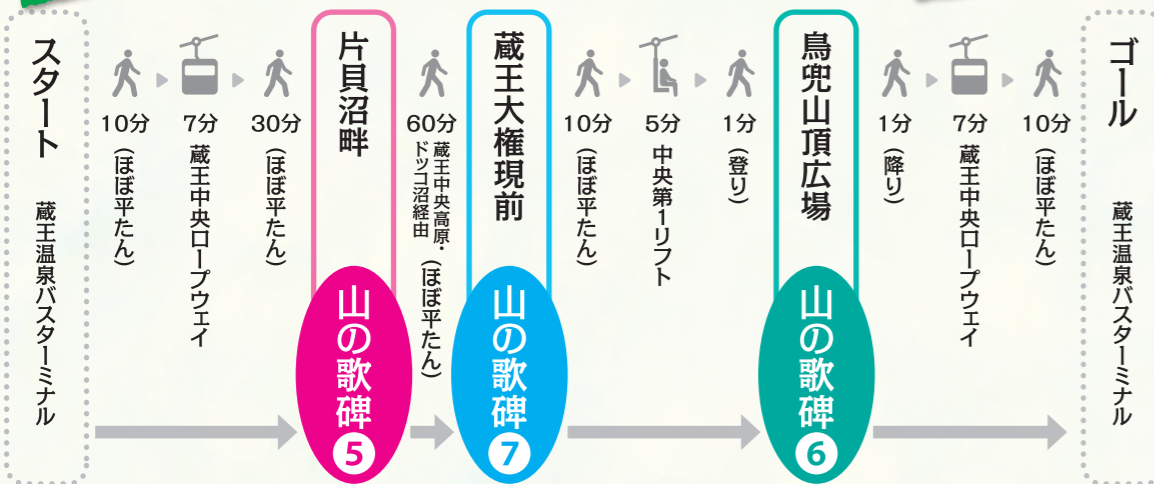 スタート
蔵王温泉バスターミナル
10分
(ほぼ平たん)
7分
蔵王中央ロープウェイ
30分
(ほぼ平たん)
片貝沼畔
山の歌碑
5
60分
蔵王中央高原・
ドッコ沼経由
(ほぼ平たん)
蔵王大権現前
山の歌碑
7
10分
(ほぼ平たん)
5分
中央第1リフト
1分
(登り)
鳥兜山頂広場
山の歌碑
6
1分
(降り)
7分
蔵王中央ロープウェイ
10分
(ほぼ平たん)
ゴール
蔵王温泉バスターミナル